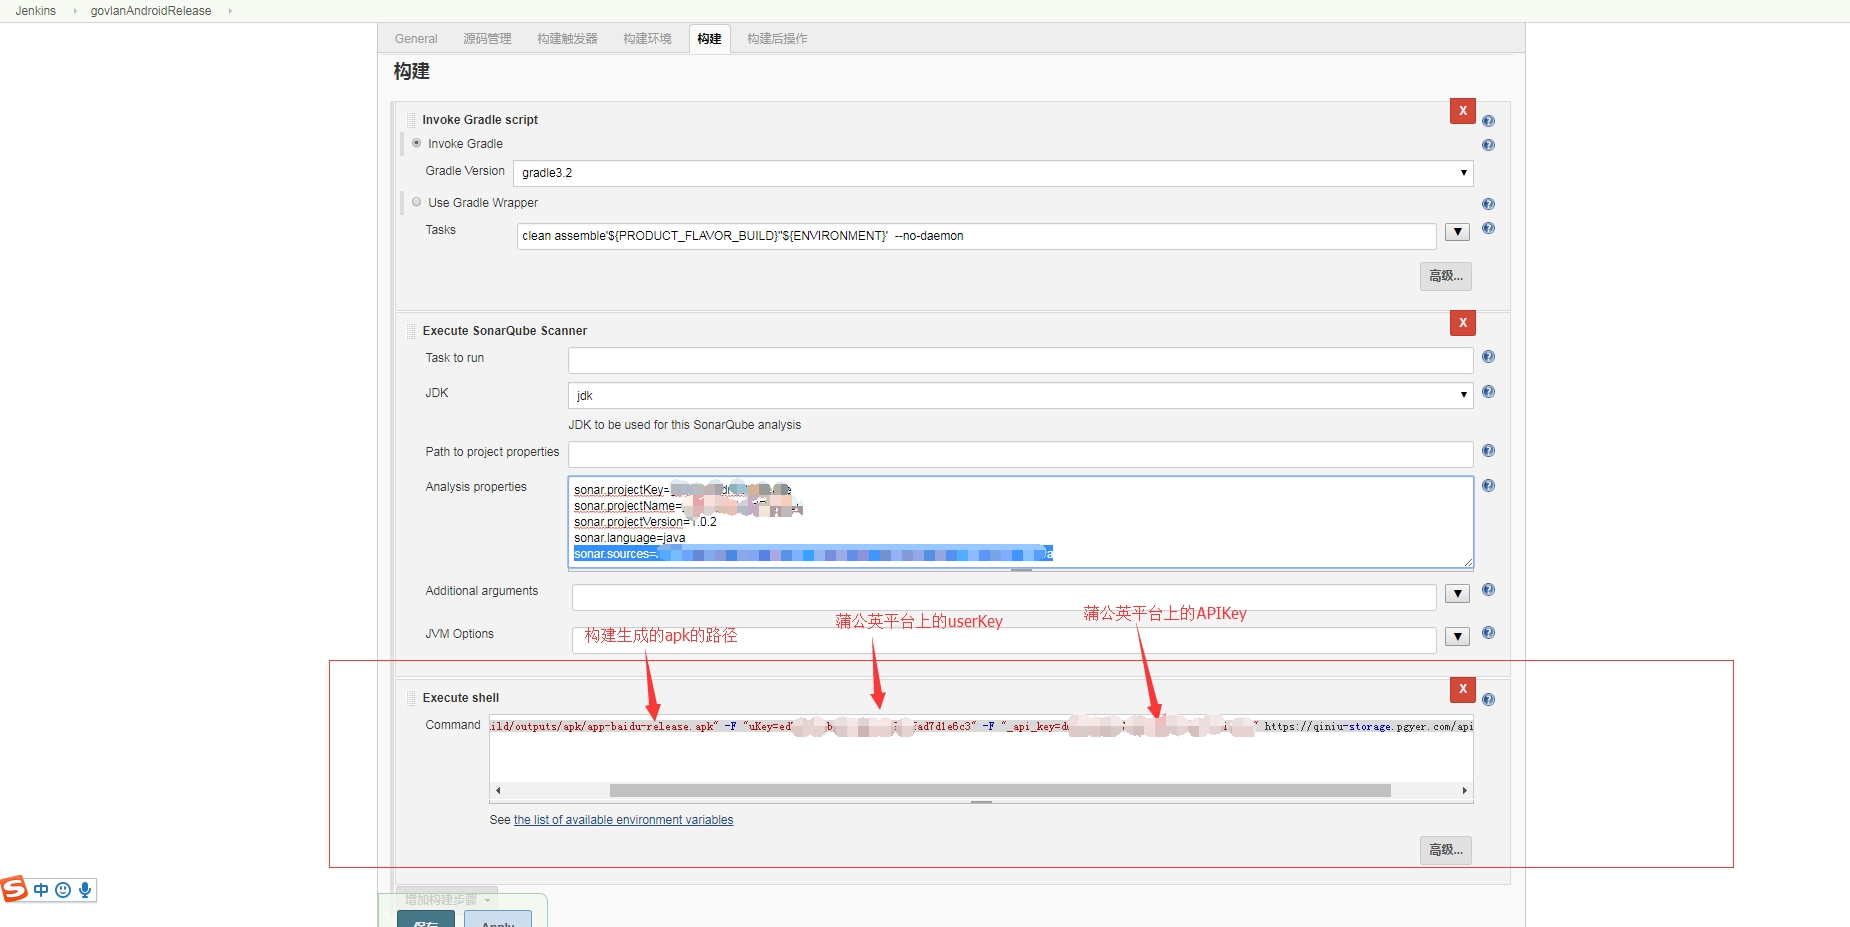 Jenkins govlanAndroidRelease
General 源码管理 构建触发器 构建环境 构建 构建后操作
构建
Invoke Gradle script
X
Invoke Gradle
Gradle Version gradle3.2
Use Gradle Wrapper
Tasks clean assemble'${PRODUCT_FLAVOR_BUILD}''${ENVIRONMENT}' --no-daemon
高级...
Execute SonarQube Scanner
X
Task to run
JDK jdk
JDK to be used for this SonarQube analysis
Path to project properties
Analysis properties sonar.projectKey=
sonar.projectName=
sonar.projectVersion=1.0.2
sonar.language=java
sonar.sources=
Additional arguments
构建生成的apk的路径 蒲公英平台上的userKey 蒲公英平台上的APIKey
JVM Options
Execute shell
X
Command ild/outputs/apk/app-baidu-release.apk" -F "uKey=ed ad7d1e6c3" -F "_api_key=d " https://qiniu-storage.pgyer.com/api
See the list of available environment variables
高级...
增加构建步骤
保存 Apply
中